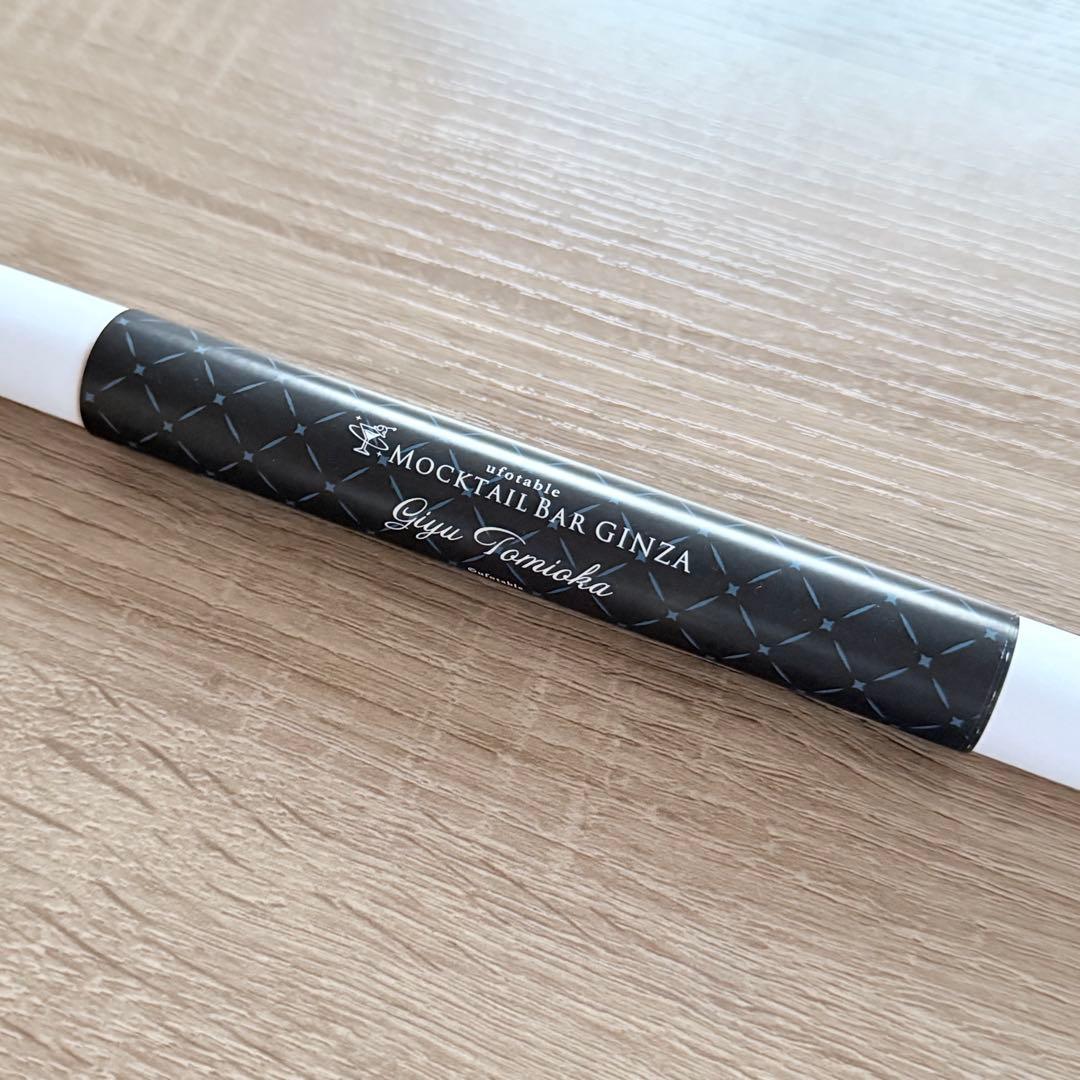 ufotable
MOCKTAIL BAR GINZA
Giyu Tomioka
©ufotable